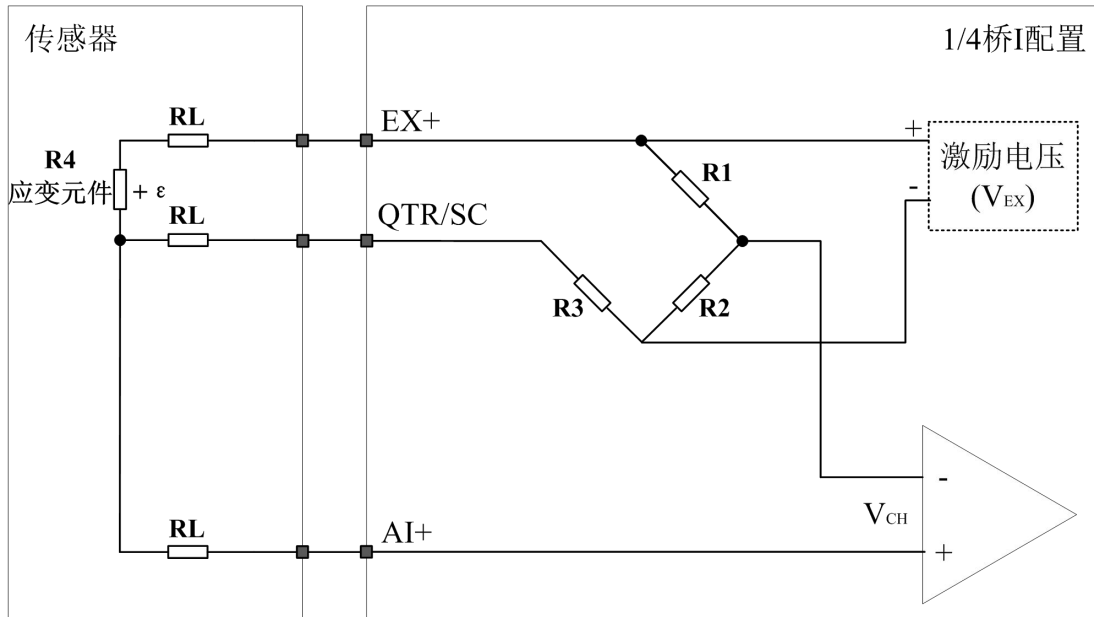 传感器
1/4桥I配置
RL
EX+
+
激励电压
(VEX)
-
R1
R4
应变元件
+ ε
RL
QTR/SC
R3
R2
-
VCH
RL
AI+
+